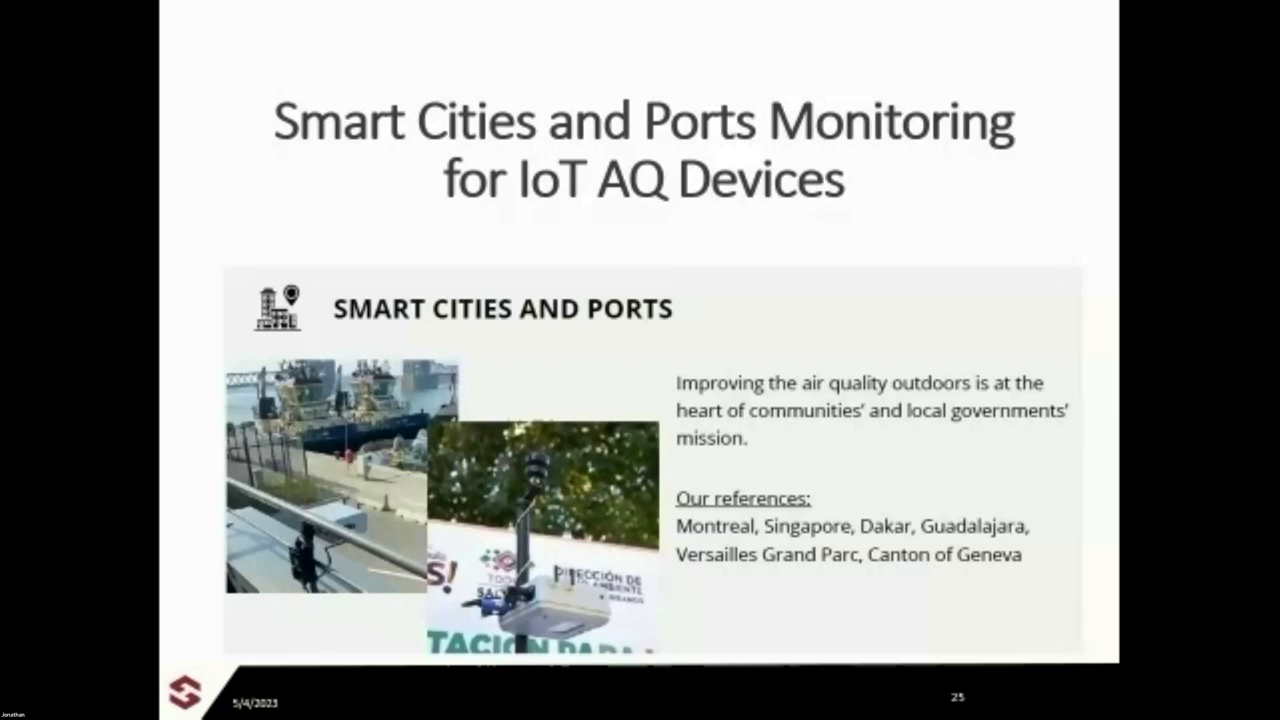 Smart Cities and Ports Monitoring
for IoT AQ Devices
SMART CITIES AND PORTS
Improving the air quality outdoors is at the
heart of communities' and local governments'
mission.
Our references:
Montreal, Singapore, Dakar, Guadalajara,
Versailles Grand Parc, Canton of Geneva
S!
DIRECCIÓN DE
TACIÓN PARA
5/4/2023
25
Jonathan